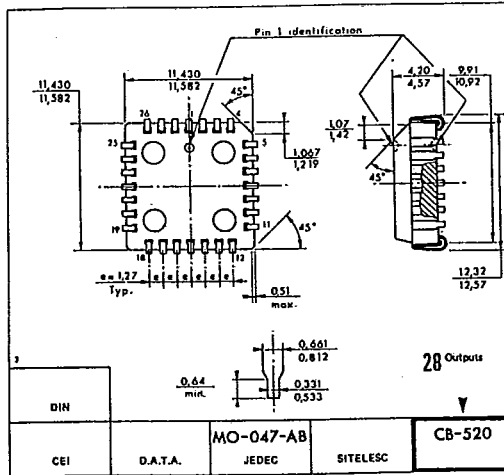 Pin 1 identification
11,430
11,582
45°
4,20
4,57
9,91
10,92
11,430
11,582
26
4
1,07
1,42
25
5
1,067
1,219
45°
19
11
45°
18
12
e = 1,27
e e e e e
Typ.
0,51
max.
12,32
12,57
0,661
0,812
0,64
min.
0,331
0,533
28 Outputs
DIN
CEI
D.A.T.A.
MO-047-AB
JEDEC
SITELESC
CB-520